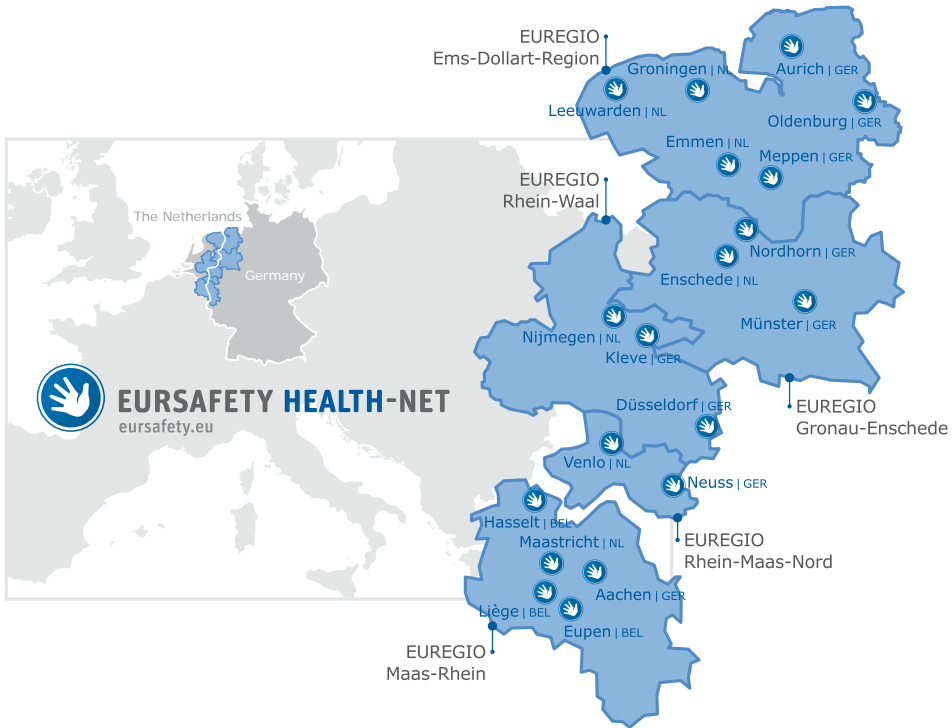 EUREGIO
Ems-Dollart-Region
Groningen | NL
Aurich | GER
Leeuwarden | NL
Oldenburg | GER
Emmen | NL
Meppen | GER
EUREGIO
Rhein-Waal
The Netherlands
Germany
Nordhorn | GER
Enschede | NL
Münster | GER
Nijmegen | NL
Kleve | GER
EURSAFETY HEALTH-NET
eursafety.eu
Düsseldorf | GER
EUREGIO
Gronau-Enschede
Venlo | NL
Neuss | GER
Hasselt | BEL
Maastricht | NL
EUREGIO
Rhein-Maas-Nord
Aachen | GER
Liège | BEL
Eupen | BEL
EUREGIO
Maas-Rhein